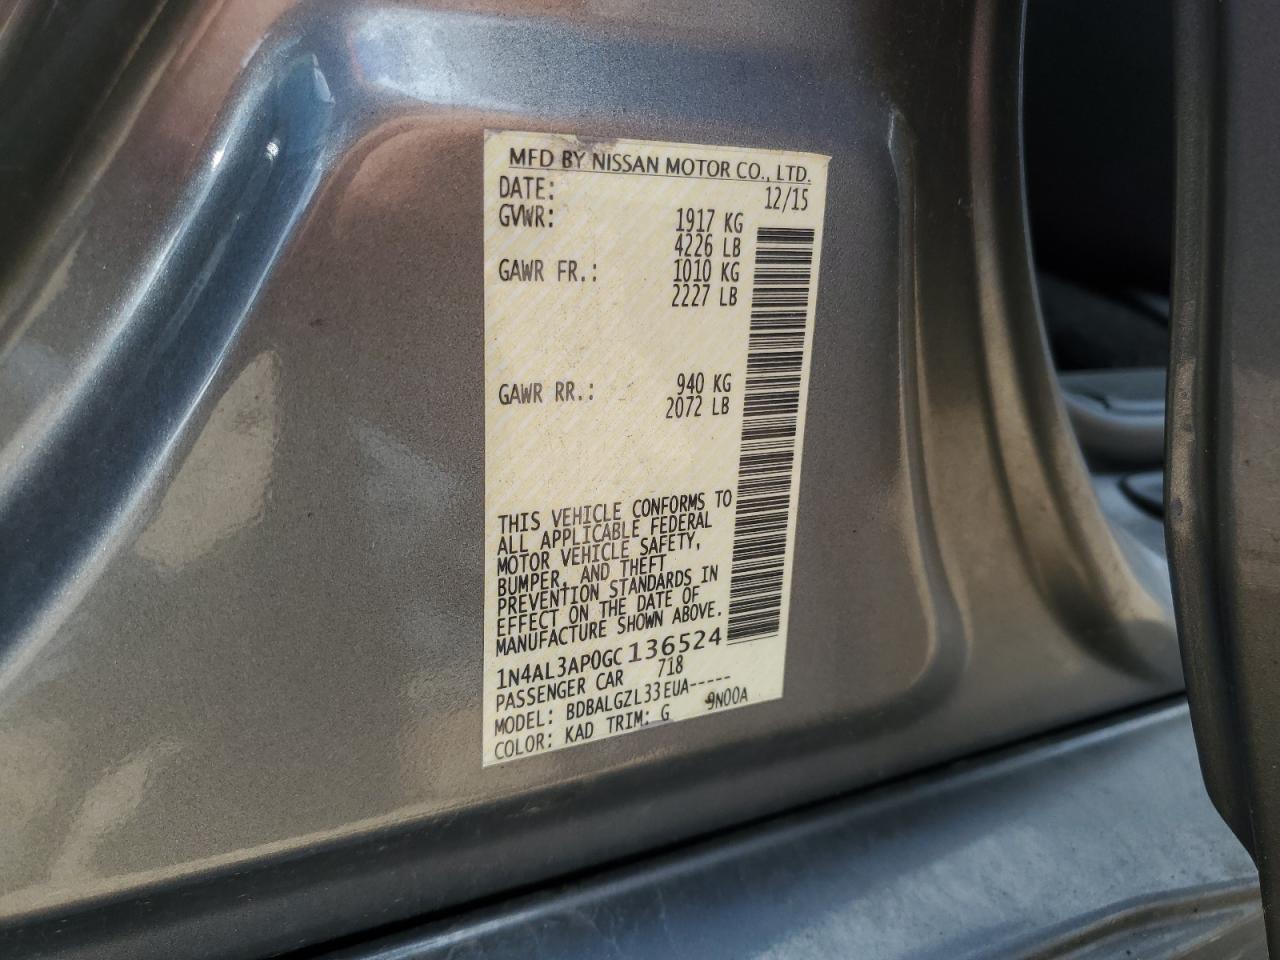 MFD BY NISSAN MOTOR CO., LTD.
DATE: 12/15
GVWR: 1917 KG
4226 LB
GAWR FR.: 1010 KG
2227 LB
GAWR RR.: 940 KG
2072 LB
THIS VEHICLE CONFORMS TO
ALL APPLICABLE FEDERAL
MOTOR VEHICLE SAFETY,
BUMPER, AND THEFT
PREVENTION STANDARDS IN
EFFECT ON THE DATE OF
MANUFACTURE SHOWN ABOVE.
1N4AL3AP0GC136524
PASSENGER CAR 718
MODEL: BDBALGZL33EUA-----
COLOR: KAD TRIM: G 9N00A